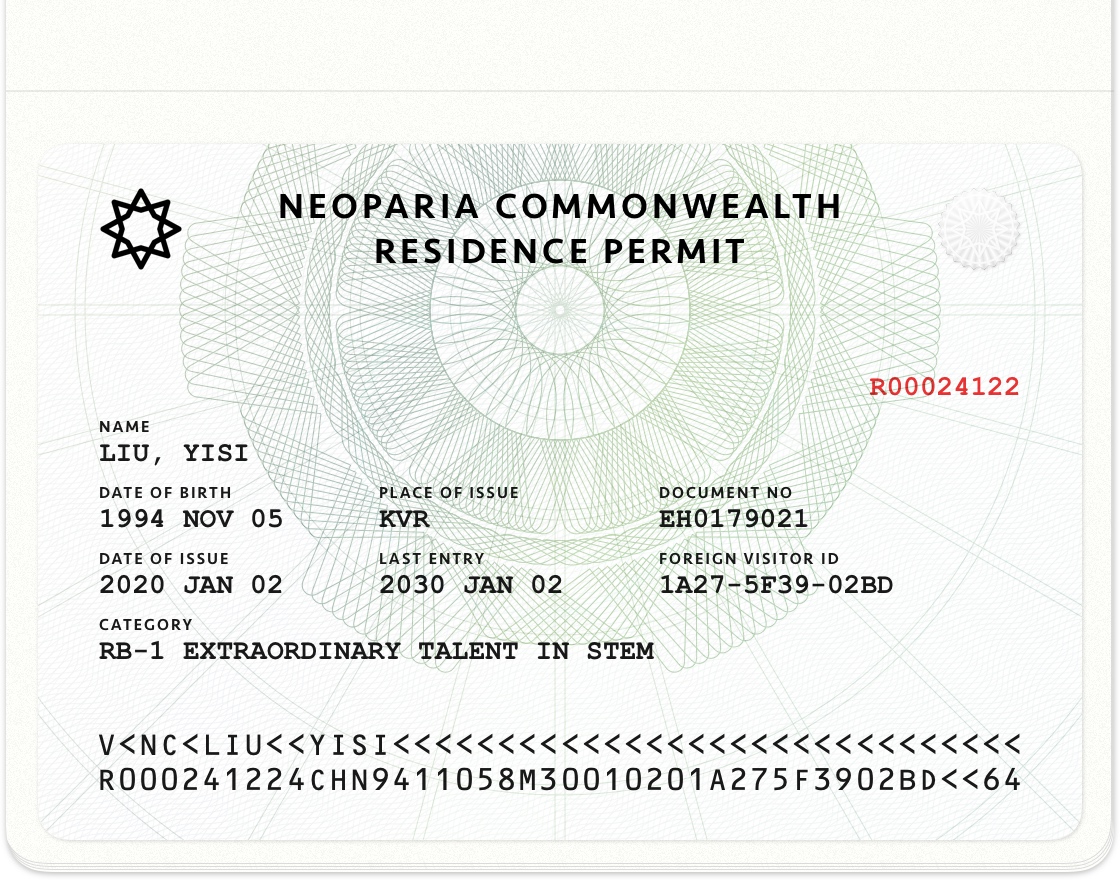 NEOPARIA COMMONWEALTH
RESIDENCE PERMIT
R00024122
NAME
LIU, YISI
DATE OF BIRTH PLACE OF ISSUE DOCUMENT NO
1994 NOV 05 KVR EH0179021
DATE OF ISSUE LAST ENTRY FOREIGN VISITOR ID
2020 JAN 02 2030 JAN 02 1A27-5F39-02BD
CATEGORY
RB-1 EXTRAORDINARY TALENT IN STEM
V<NC<LIU<<YISI<<<<<<<<<<<<<<<<<<<<<<<<<<<<<<
R000241224CHN9411058M30010201A275F3902BD<<64